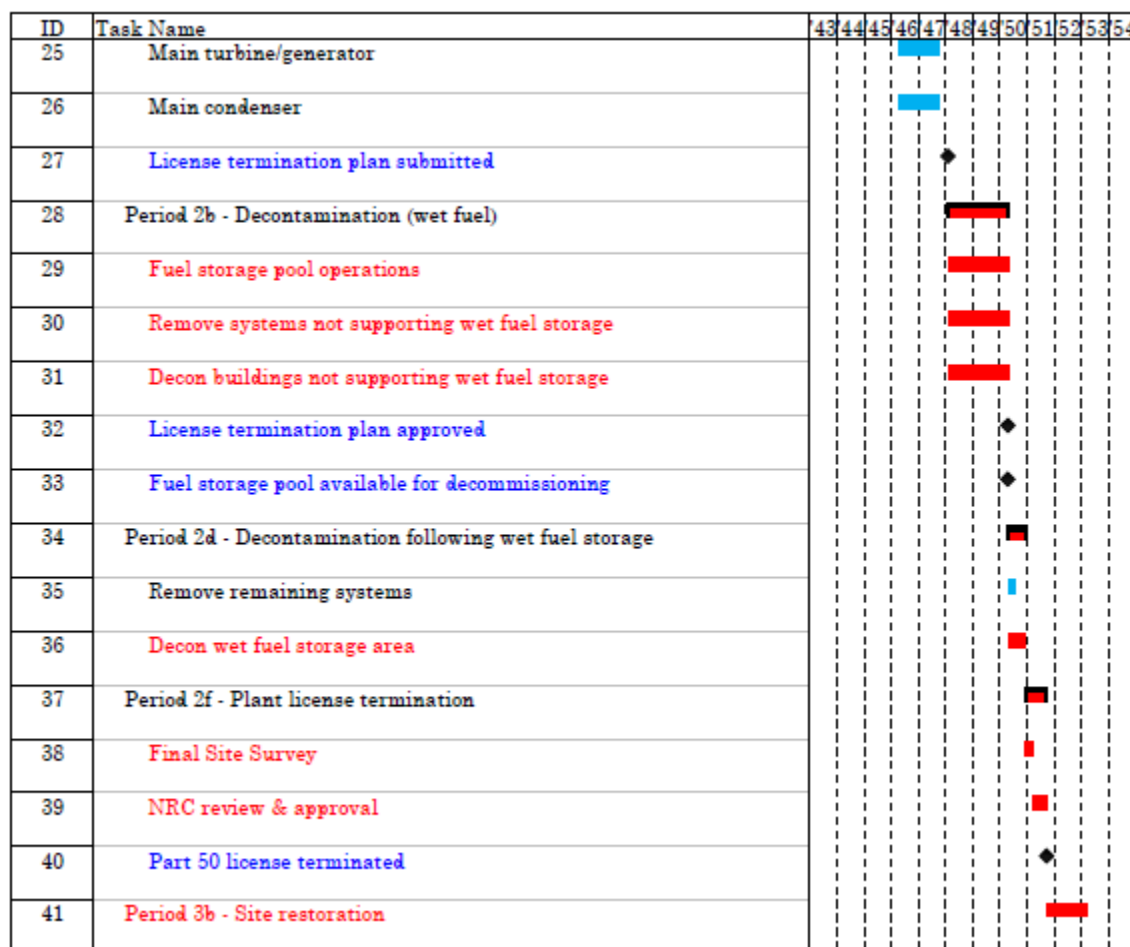 ID Task Name '43 '44 '45 '46 '47 '48 '49 '50 '51 '52 '53 '54
25 Main turbine/generator
26 Main condenser
27 License termination plan submitted
28 Period 2b - Decontamination (wet fuel)
29 Fuel storage pool operations
30 Remove systems not supporting wet fuel storage
31 Decon buildings not supporting wet fuel storage
32 License termination plan approved
33 Fuel storage pool available for decommissioning
34 Period 2d - Decontamination following wet fuel storage
35 Remove remaining systems
36 Decon wet fuel storage area
37 Period 2f - Plant license termination
38 Final Site Survey
39 NRC review & approval
40 Part 50 license terminated
41 Period 3b - Site restoration